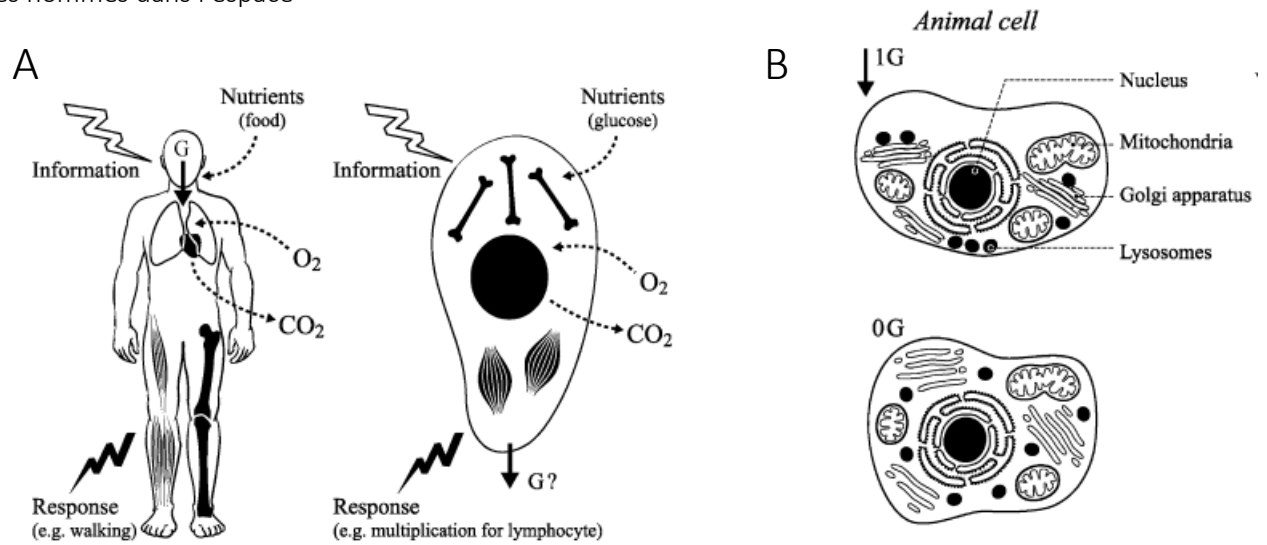 es hommes dans l'espace
A
Nutrients
(food)
G
Information
O2
CO2
Response
(e.g. walking)
Nutrients
(glucose)
Information
O2
CO2
G?
Response
(e.g. multiplication for lymphocyte)
B
Animal cell
1G
Nucleus
Mitochondria
Golgi apparatus
Lysosomes
0G